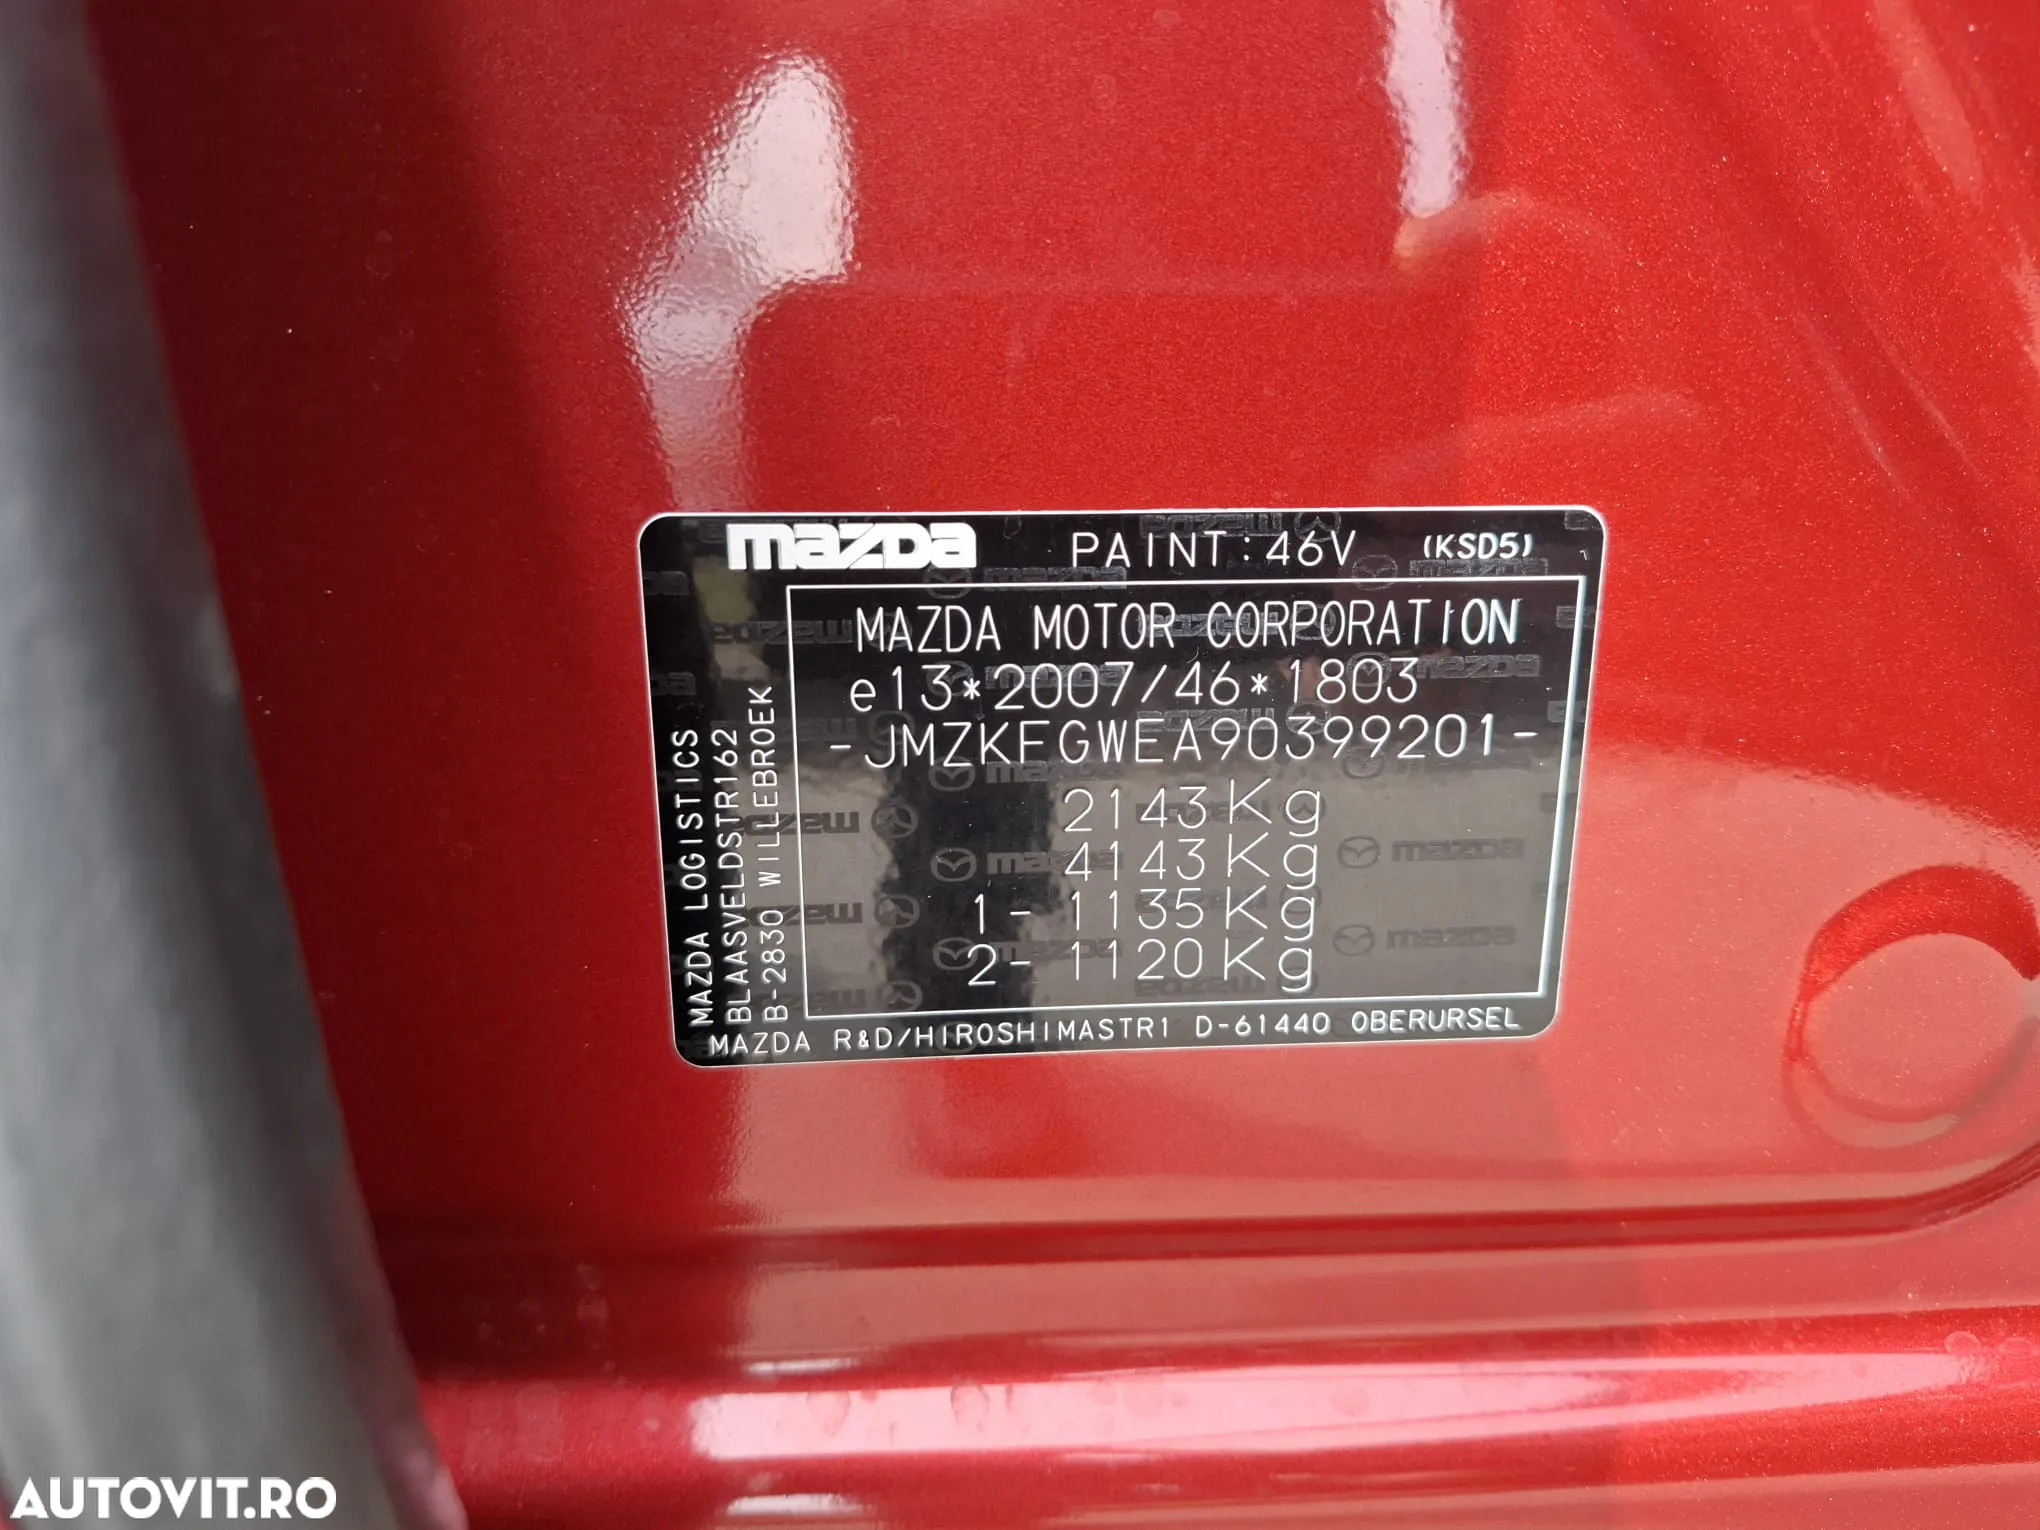 mazda PAINT:46V (KSD5)
MAZDA MOTOR CORPORATION
e13*2007/46*1803
-JMZKFGWEA90399201-
2143Kg
4143Kg
1-1135Kg
2-1120Kg
MAZDA LOGISTICS
BLAASVELDSTR162
B-2830 WILLEBROEK
MAZDA R&D/HIROSHIMASTR1 D-61440 OBERURSEL
AUTOVIT.RO